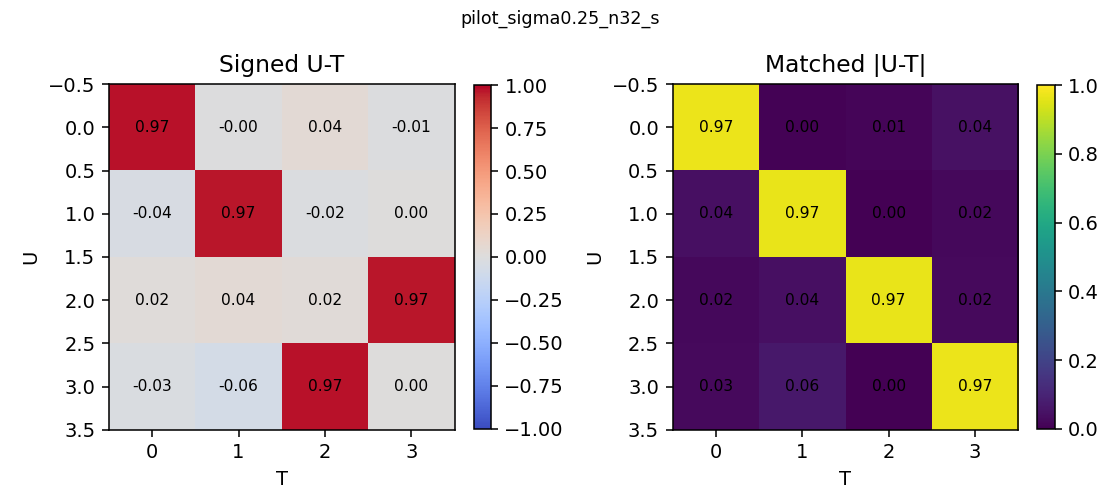 pilot_sigma0.25_n32_s
Signed U-T
Matched |U-T|
−0.5
0.0
0.5
1.0
1.5
2.0
2.5
3.0
3.5
U
0.97 -0.00 0.04 -0.01
-0.04 0.97 -0.02 0.00
0.02 0.04 0.02 0.97
-0.03 -0.06 0.97 0.00
0 1 2 3
T
1.00
0.75
0.50
0.25
0.00
−0.25
−0.50
−0.75
−1.00
−0.5
0.0
0.5
1.0
1.5
2.0
2.5
3.0
3.5
U
0.97 0.00 0.01 0.04
0.04 0.97 0.00 0.02
0.02 0.04 0.97 0.02
0.03 0.06 0.00 0.97
0 1 2 3
T
1.0
0.8
0.6
0.4
0.2
0.0